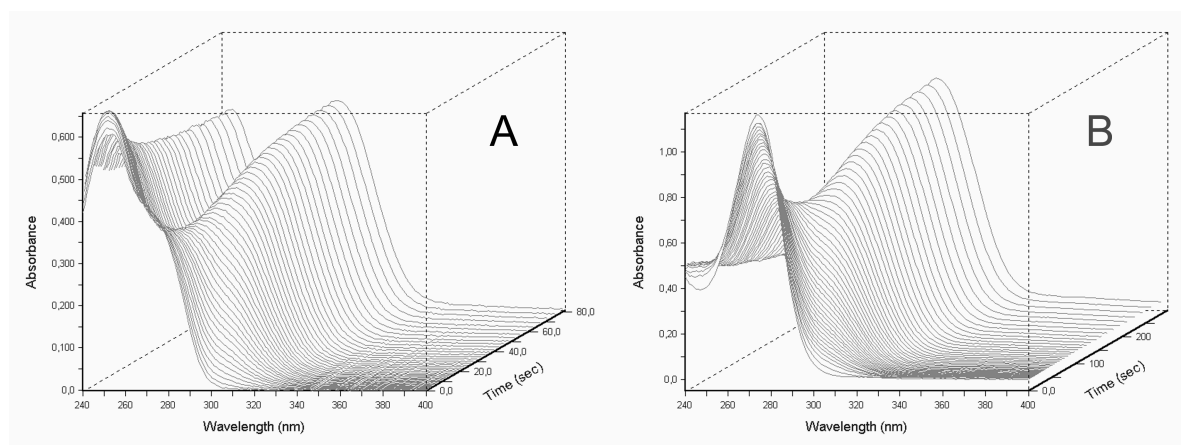 A
B
Absorbance
0,600
0,500
0,400
0,300
0,200
0,100
0,0
240 260 280 300 320 340 360 380 400
Wavelength (nm)
0,0 20,0 40,0 60,0 80,0
Time (sec)
Absorbance
1,00
0,80
0,60
0,40
0,20
0,0
240 260 280 300 320 340 360 380 400
Wavelength (nm)
0,0 100 200
Time (sec)